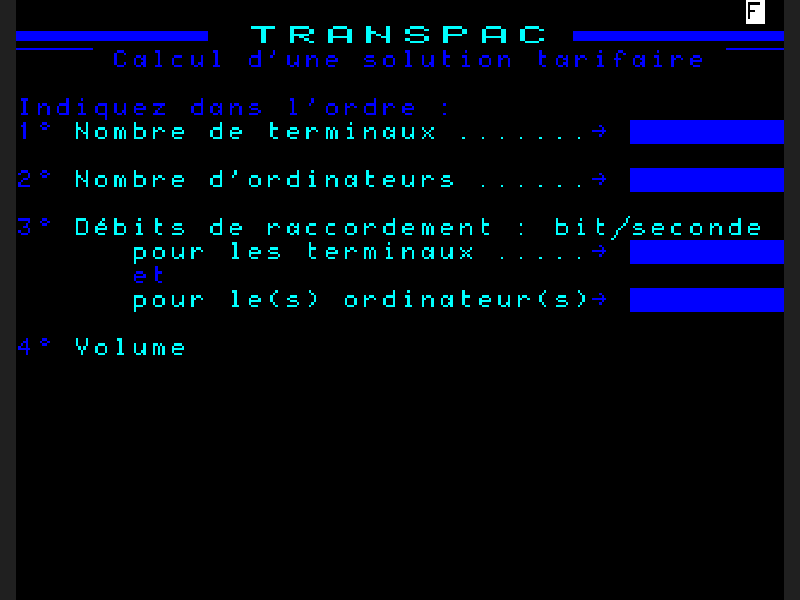 F
TRANSPAC
Calcul d'une solution tarifaire
Indiquez dans l'ordre :
1° Nombre de terminaux .......→
2° Nombre d'ordinateurs ......→
3° Débits de raccordement : bit/seconde
pour les terminaux .....→
et
pour le(s) ordinateur(s)→
4° Volume